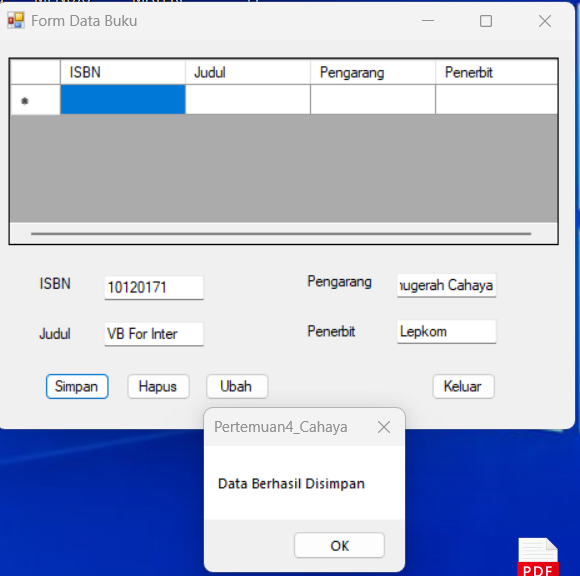 Form Data Buku
ISBN Judul Pengarang Penerbit
ISBN 10120171 Pengarang nugerah Cahaya
Judul VB For Inter Penerbit Lepkom
Simpan Hapus Ubah Keluar
Pertemuan4_Cahaya
Data Berhasil Disimpan
OK
PDF